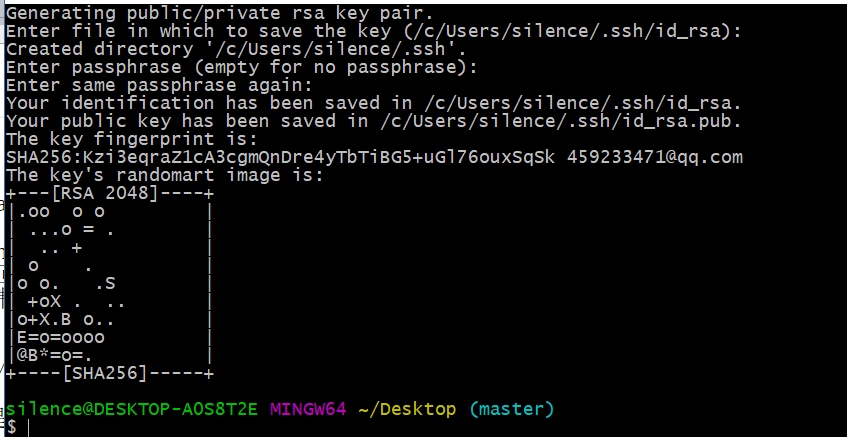 Generating public/private rsa key pair.
Enter file in which to save the key (/c/Users/silence/.ssh/id_rsa):
Created directory '/c/Users/silence/.ssh'.
Enter passphrase (empty for no passphrase):
Enter same passphrase again:
Your identification has been saved in /c/Users/silence/.ssh/id_rsa.
Your public key has been saved in /c/Users/silence/.ssh/id_rsa.pub.
The key fingerprint is:
SHA256:Kzi3eqraZ1cA3cgmQnDre4yTbTiBG5+uGl76ouxSqSk 459233471@qq.com
The key's randomart image is:
+---[RSA 2048]----+
|.oo  o o         |
| ...o = .        |
|  .. +           |
| o    .          |
|o o.   .S        |
| +oX .  ..       |
|o+X.B o..        |
|E=o=oooo         |
|@B*=o=.          |
+----[SHA256]-----+
silence@DESKTOP-A0S8T2E MINGW64 ~/Desktop (master)
$